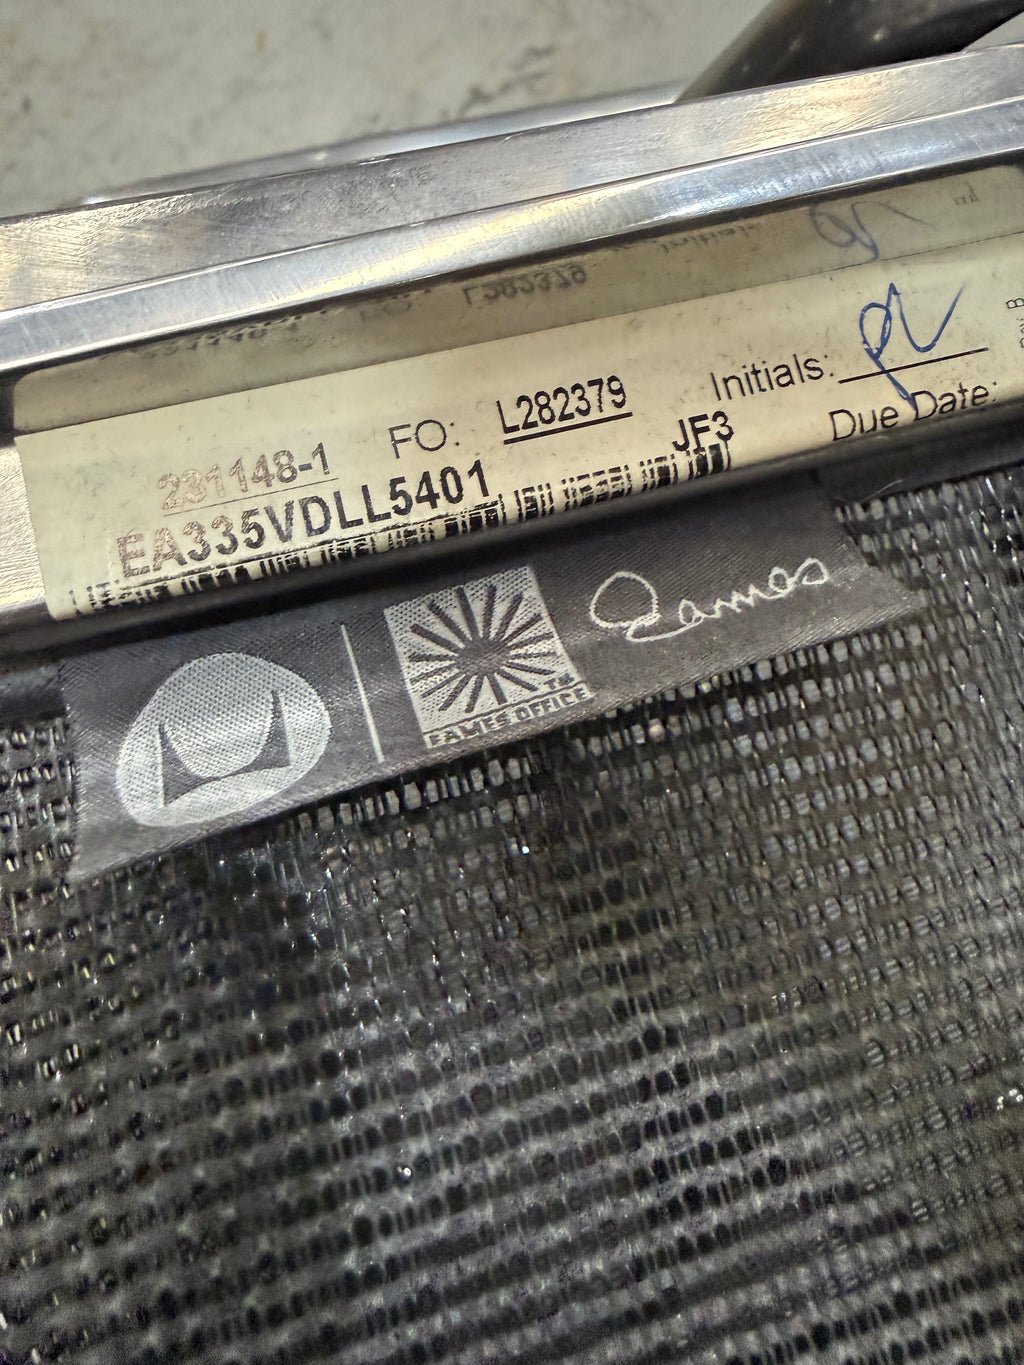 231148-1 FO: L282379 Initials:
EA335VDLL5401 JF3 Due Date:
Eames
TM
EAMES OFFICE